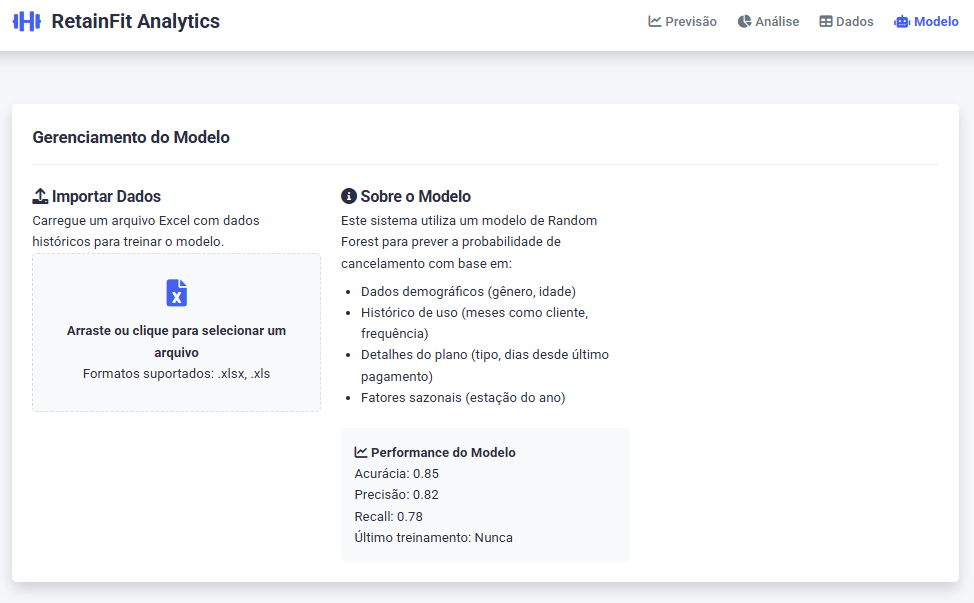 RetainFit Analytics
Previsão
Análise
Dados
Modelo
Gerenciamento do Modelo
Importar Dados
Carregue um arquivo Excel com dados
históricos para treinar o modelo.
X
Arraste ou clique para selecionar um
arquivo
Formatos suportados: .xlsx, .xls
Sobre o Modelo
Este sistema utiliza um modelo de Random
Forest para prever a probabilidade de
cancelamento com base em:
• Dados demográficos (gênero, idade)
• Histórico de uso (meses como cliente,
frequência)
• Detalhes do plano (tipo, dias desde último
pagamento)
• Fatores sazonais (estação do ano)
Performance do Modelo
Acurácia: 0.85
Precisão: 0.82
Recall: 0.78
Último treinamento: Nunca